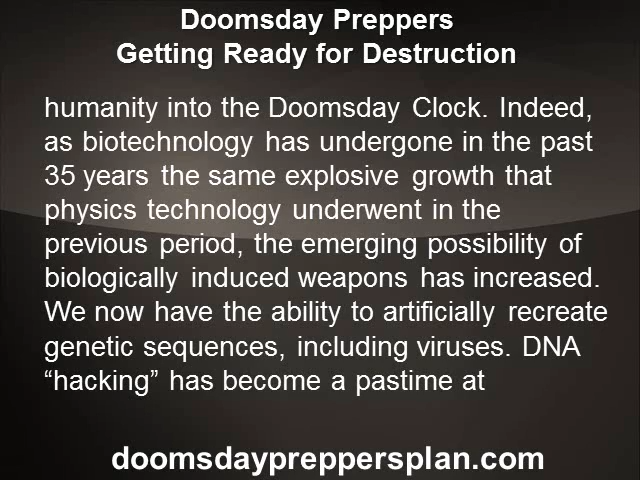 Doomsday Preppers
Getting Ready for Destruction
humanity into the Doomsday Clock. Indeed,
as biotechnology has undergone in the past
35 years the same explosive growth that
physics technology underwent in the
previous period, the emerging possibility of
biologically induced weapons has increased.
We now have the ability to artificially recreate
genetic sequences, including viruses. DNA
“hacking” has become a pastime at
doomsdaypreppersplan.com